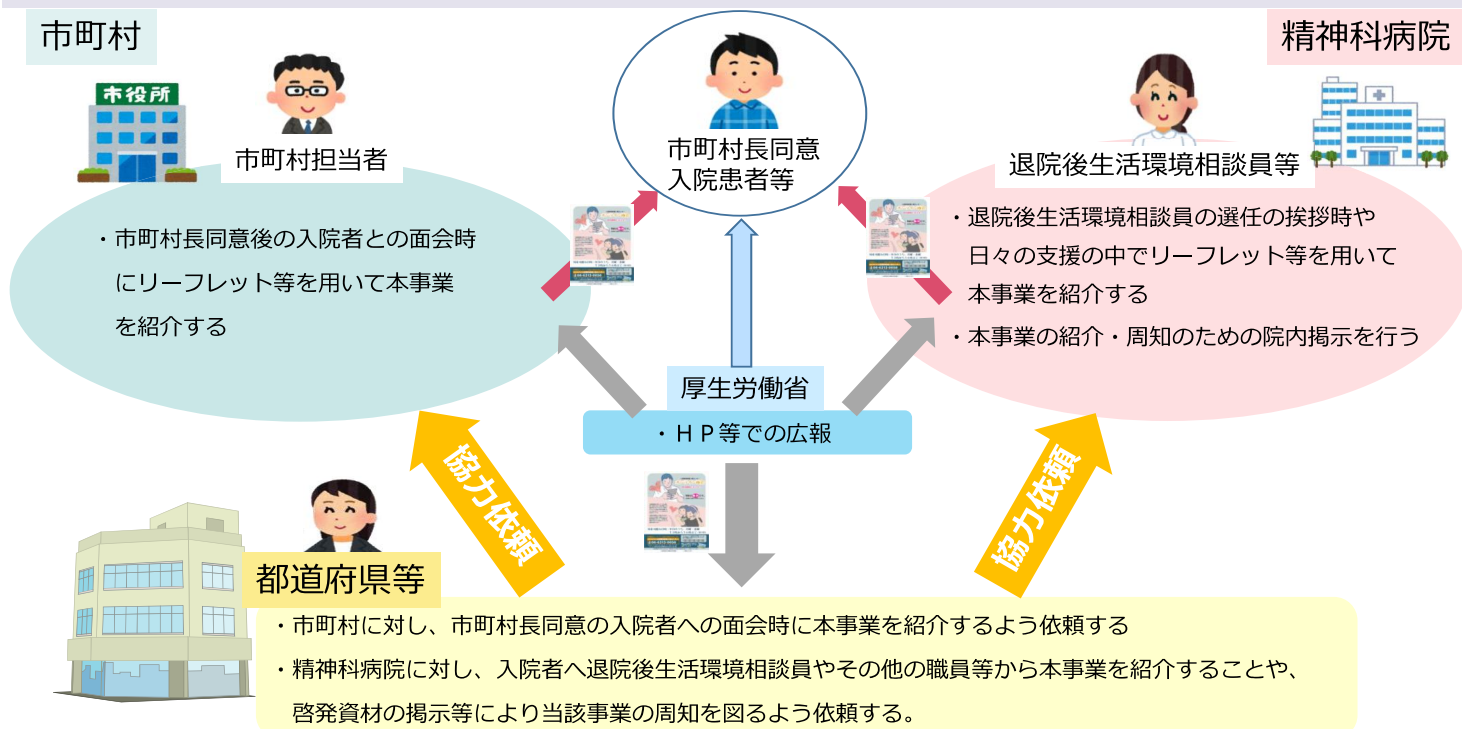 市町村
精神科病院
市役所
市町村担当者
市町村長同意
入院患者等
退院後生活環境相談員等
・市町村長同意後の入院者との面会時
にリーフレット等を用いて本事業
を紹介する
・退院後生活環境相談員の選任の挨拶時や
日々の支援の中でリーフレット等を用いて
本事業を紹介する
・本事業の紹介・周知のための院内掲示を行う
厚生労働省
・ＨＰ等での広報
協力依頼
協力依頼
都道府県等
・市町村に対し、市町村長同意の入院者への面会時に本事業を紹介するよう依頼する
・精神科病院に対し、入院者へ退院後生活環境相談員やその他の職員等から本事業を紹介することや、
啓発資材の掲示等により当該事業の周知を図るよう依頼する。